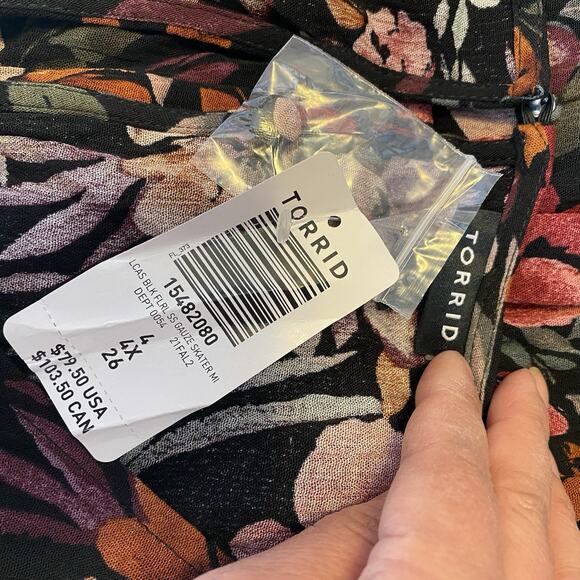 TORRID
15482080
LCAS BLK FLRL SS GAUZE SKATER MI
DEPT 0054 21FAL2
4
4X
26
$79.50 USA
$103.50 CAN
TORRID